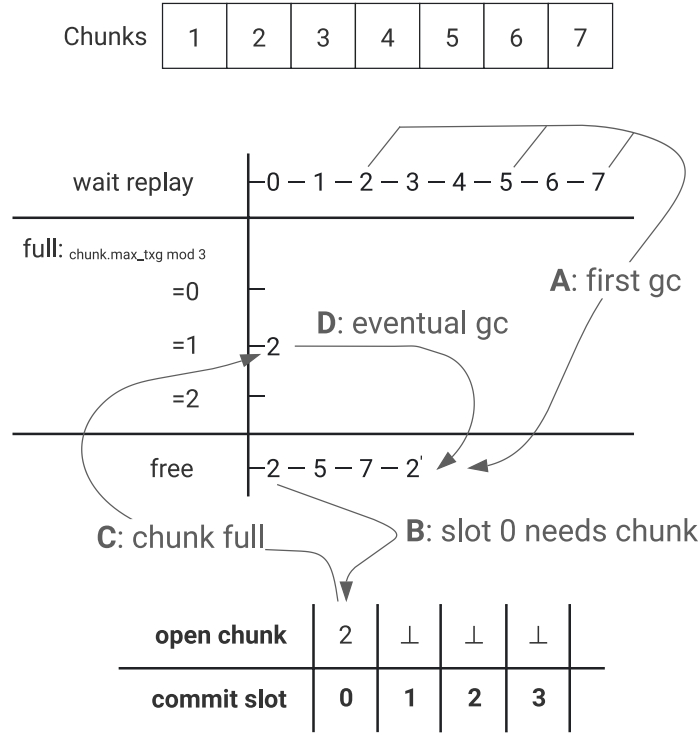 Chunks 1 2 3 4 5 6 7
wait replay 0 – 1 – 2 – 3 – 4 – 5 – 6 – 7
full: chunk.max_txg mod 3
A: first gc
=0
D: eventual gc
=1 2
=2
free 2 – 5 – 7 – 2'
C: chunk full
B: slot 0 needs chunk
open chunk 2 ⊥ ⊥ ⊥
commit slot 0 1 2 3